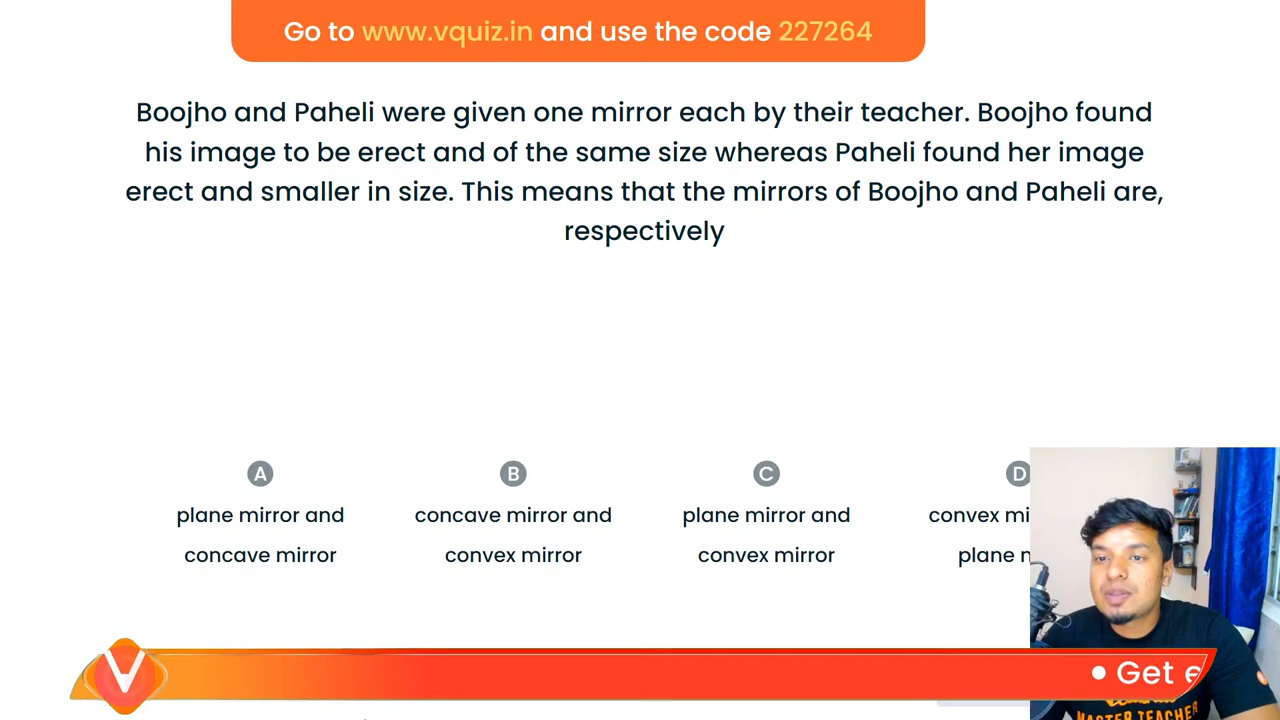 Go to www.vquiz.in and use the code 227264
Boojho and Paheli were given one mirror each by their teacher. Boojho found
his image to be erect and of the same size whereas Paheli found her image
erect and smaller in size. This means that the mirrors of Boojho and Paheli are,
respectively
A
plane mirror and
concave mirror
B
concave mirror and
convex mirror
C
plane mirror and
convex mirror
D
convex
plane
V
• Get
MASTER TEACHER